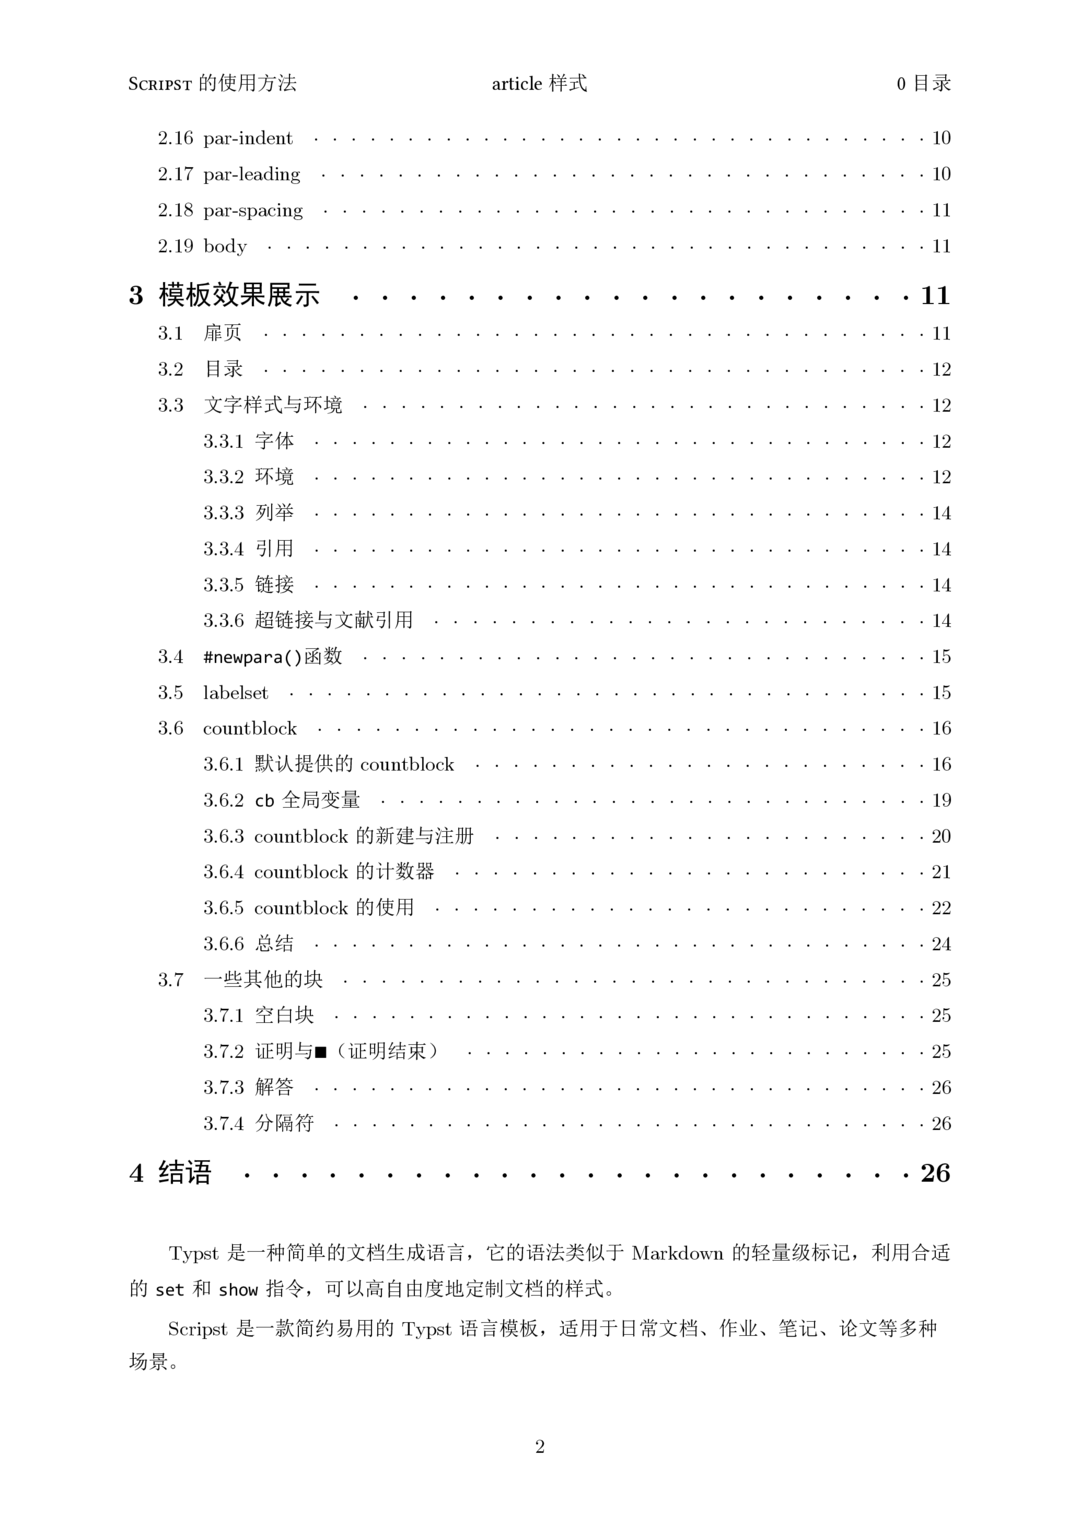 Scripst 的使用方法 article 样式 0 目录
2.16 par-indent 10
2.17 par-leading 10
2.18 par-spacing 11
2.19 body 11
3 模板效果展示 11
3.1 扉页 11
3.2 目录 12
3.3 文字样式与环境 12
3.3.1 字体 12
3.3.2 环境 12
3.3.3 列举 14
3.3.4 引用 14
3.3.5 链接 14
3.3.6 超链接与文献引用 14
3.4 #newpara()函数 15
3.5 labelset 15
3.6 countblock 16
3.6.1 默认提供的 countblock 16
3.6.2 cb 全局变量 19
3.6.3 countblock 的新建与注册 20
3.6.4 countblock 的计数器 21
3.6.5 countblock 的使用 22
3.6.6 总结 24
3.7 一些其他的块 25
3.7.1 空白块 25
3.7.2 证明与■（证明结束） 25
3.7.3 解答 26
3.7.4 分隔符 26
4 结语 26
Typst 是一种简单的文档生成语言，它的语法类似于 Markdown 的轻量级标记，利用合适
的 set 和 show 指令，可以高自由度地定制文档的样式。
Scripst 是一款简约易用的 Typst 语言模板，适用于日常文档、作业、笔记、论文等多种
场景。
2